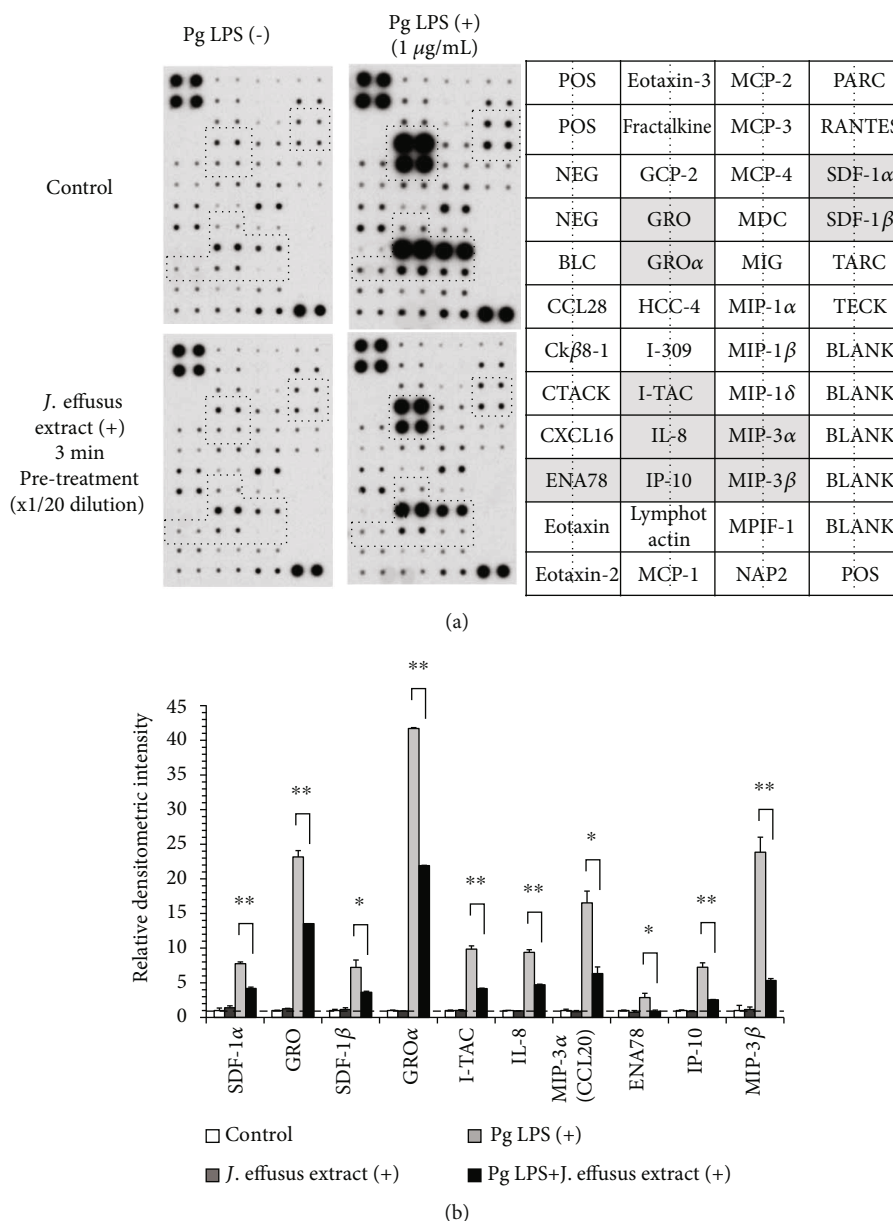 Pg LPS (-)
Pg LPS (+)
(1 μg/mL)
Control
J. effusus
extract (+)
3 min
Pre-treatment
(x1/20 dilution)
POS Eotaxin-3 MCP-2 PARC
POS Fractalkine MCP-3 RANTES
NEG GCP-2 MCP-4 SDF-1α
NEG GRO MDC SDF-1β
BLC GROα MIG TARC
CCL28 HCC-4 MIP-1α TECK
Ckβ8-1 I-309 MIP-1β BLANK
CTACK I-TAC MIP-1δ BLANK
CXCL16 IL-8 MIP-3α BLANK
ENA78 IP-10 MIP-3β BLANK
Eotaxin Lymphot actin MPIF-1 BLANK
Eotaxin-2 MCP-1 NAP2 POS
(a)
Relative densitometric intensity
45
40
35
30
25
20
15
10
5
0
**
**
*
**
**
**
*
*
**
**
SDF-1α
GRO
SDF-1β
GROα
I-TAC
IL-8
MIP-3α
(CCL20)
ENA78
IP-10
MIP-3β
Control
Pg LPS (+)
J. effusus extract (+)
Pg LPS+J. effusus extract (+)
(b)